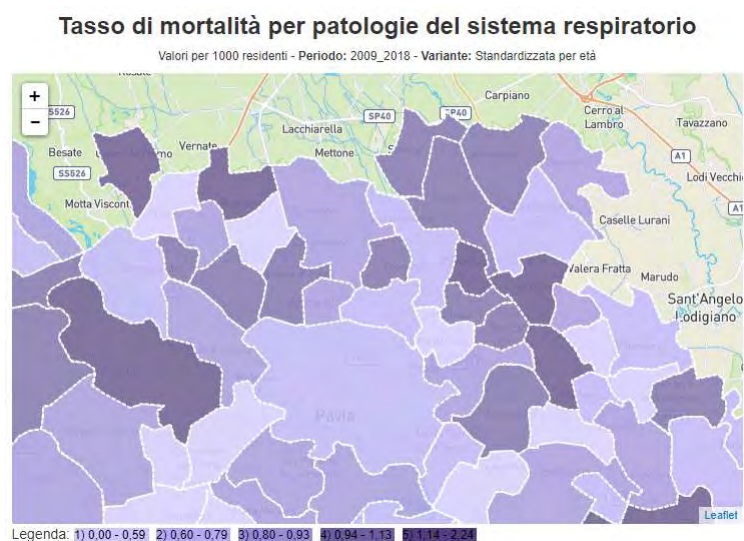 Tasso di mortalità per patologie del sistema respiratorio
Valori per 1000 residenti - Periodo: 2009_2018 - Variante: Standardizzata per età
+
−
SS526
SP40
SP40
Carpiano
Cerro al
Lambro
Tavazzano
Lacchiarella
Besate
Vernate
Mettone
A1
SS526
Lodi Vecchi
Motta Visconti
A1
Caselle Lurani
Valera Fratta
Marudo
Sant'Angelo
Lodigiano
Pavia
Leaflet
Legenda: 1) 0,00 - 0,59 2) 0,60 - 0,79 3) 0,80 - 0,93 4) 0,94 - 1,13 5) 1,14 - 2,24